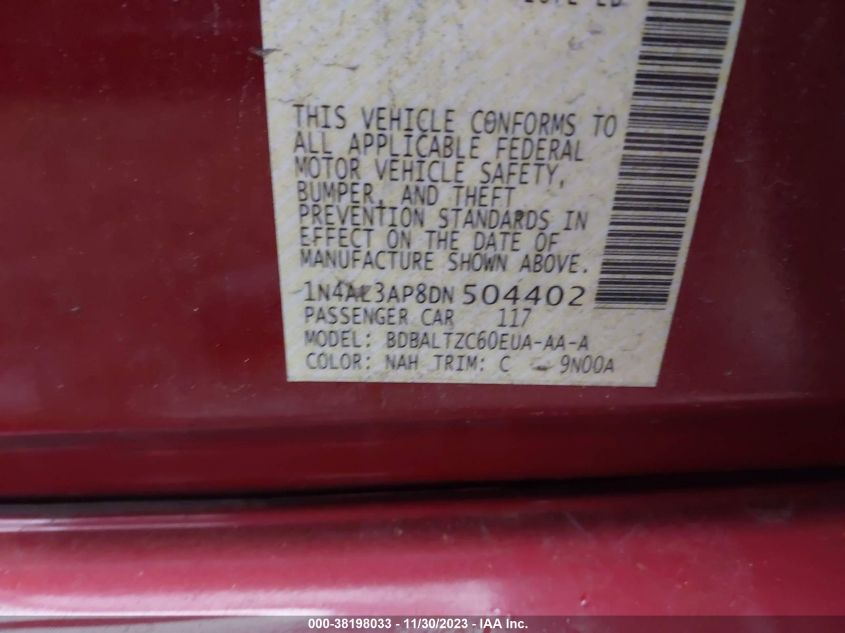 THIS VEHICLE CONFORMS TO
ALL APPLICABLE FEDERAL
MOTOR VEHICLE SAFETY,
BUMPER, AND THEFT
PREVENTION STANDARDS IN
EFFECT ON THE DATE OF
MANUFACTURE SHOWN ABOVE.
1N4AL3AP8DN 504402
PASSENGER CAR 117
MODEL: BDBALTZC60EUA-AA-A
COLOR: NAH TRIM: C - 9N00A
000-38198033 - 11/30/2023 - IAA Inc.